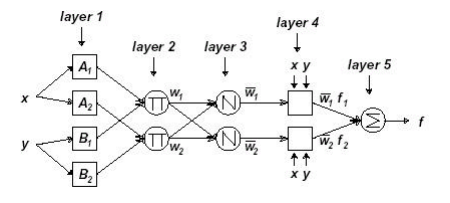 layer 1
layer 4
layer 2
layer 3
layer 5
x y
A₁
x
A₂
∏
w₁
N
w̅₁
w̅₁ f₁
Σ
f
y
B₁
∏
w₂
N
w̅₂
w̅₂ f₂
B₂
x y